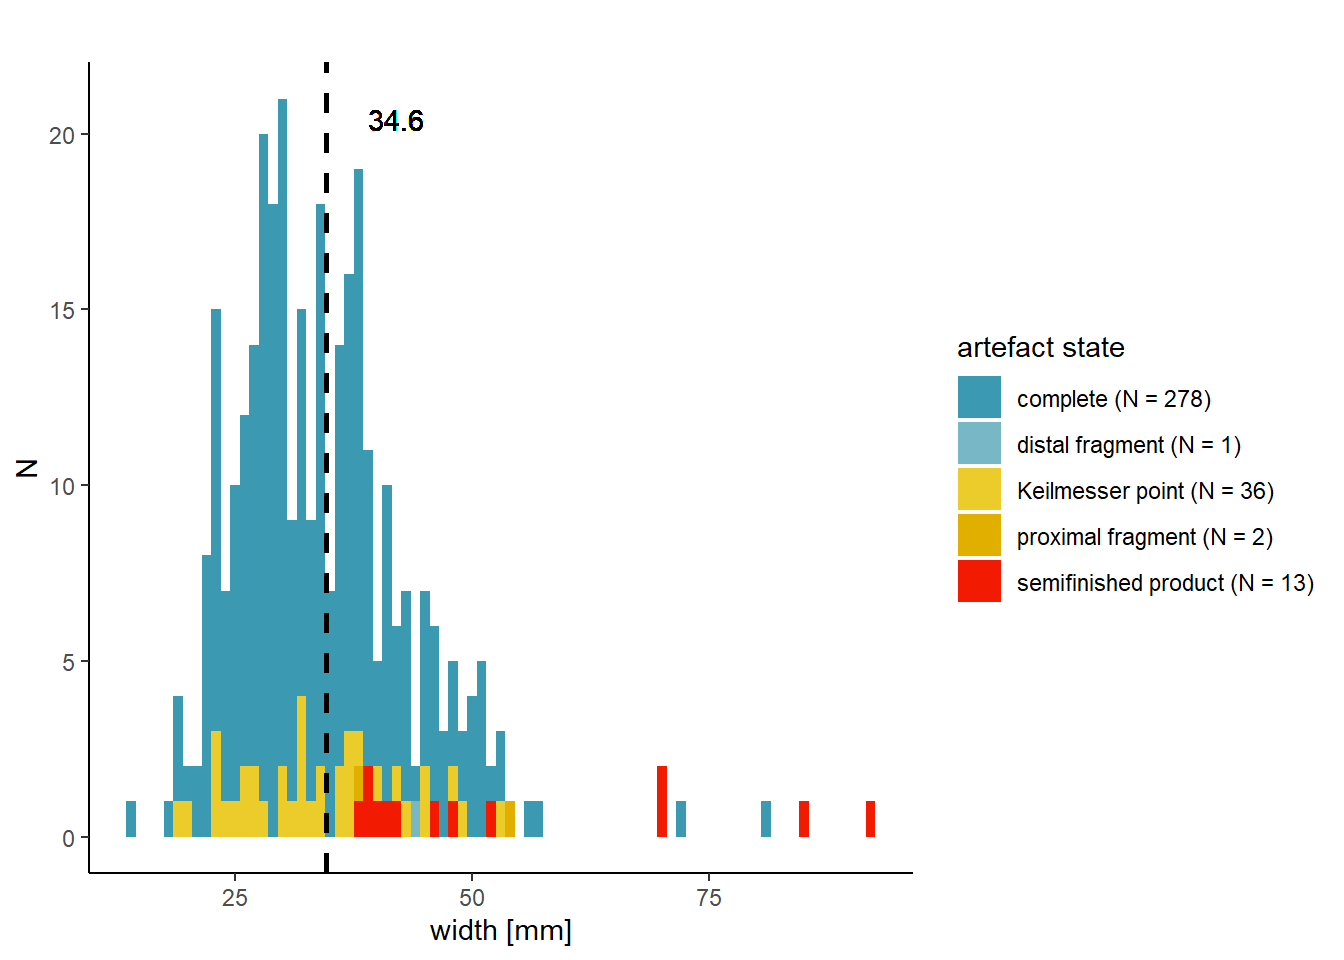 34.6
20
15
10
5
0
N
25
50
75
width [mm]
artefact state
complete (N = 278)
distal fragment (N = 1)
Keilmesser point (N = 36)
proximal fragment (N = 2)
semifinished product (N = 13)